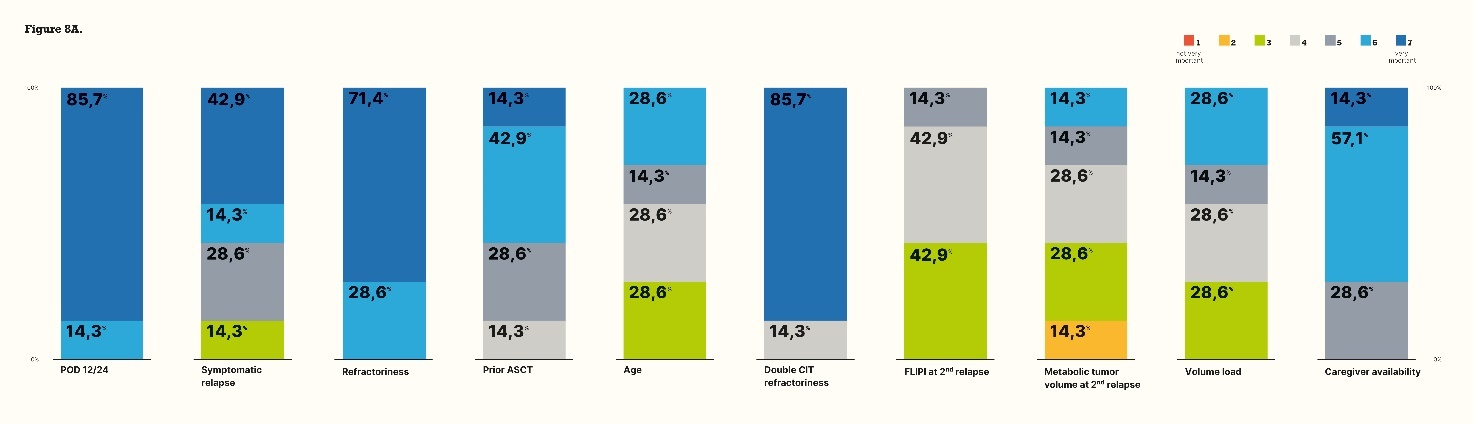 Figure 8A.
1 2 3 4 5 6 7
not very very
important important
100%
85,7% 42,9% 71,4% 14,3% 28,6% 85,7% 14,3% 14,3% 28,6% 14,3%
42,9% 42,9% 14,3% 57,1%
14,3% 28,6% 14,3%
14,3% 28,6% 28,6%
28,6% 28,6% 42,9% 28,6%
28,6% 28,6% 28,6% 28,6%
14,3% 14,3% 14,3% 14,3% 14,3%
0% 0%
POD 12/24 Symptomatic Refractoriness Prior ASCT Age Double CIT FLIPI at 2nd relapse Metabolic tumor Volume load Caregiver availability
relapse refractoriness volume at 2nd relapse